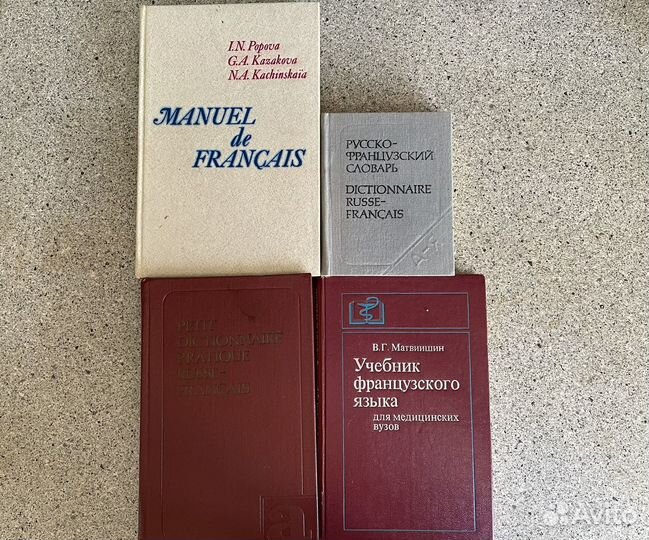 I.N. Popova
G.A. Kazakova
N.A. Kachinskaïa
MANUEL
de
FRANÇAIS
РУССКО-
ФРАНЦУЗСКИЙ
СЛОВАРЬ
DICTIONNAIRE
RUSSE-
FRANÇAIS
А-Я
PETIT
DICTIONNAIRE
PRATIQUE
RUSSE-
FRANÇAIS
a
В.Г. Матвиишин
Учебник
французского
языка
для медицинских
вузов
Avito